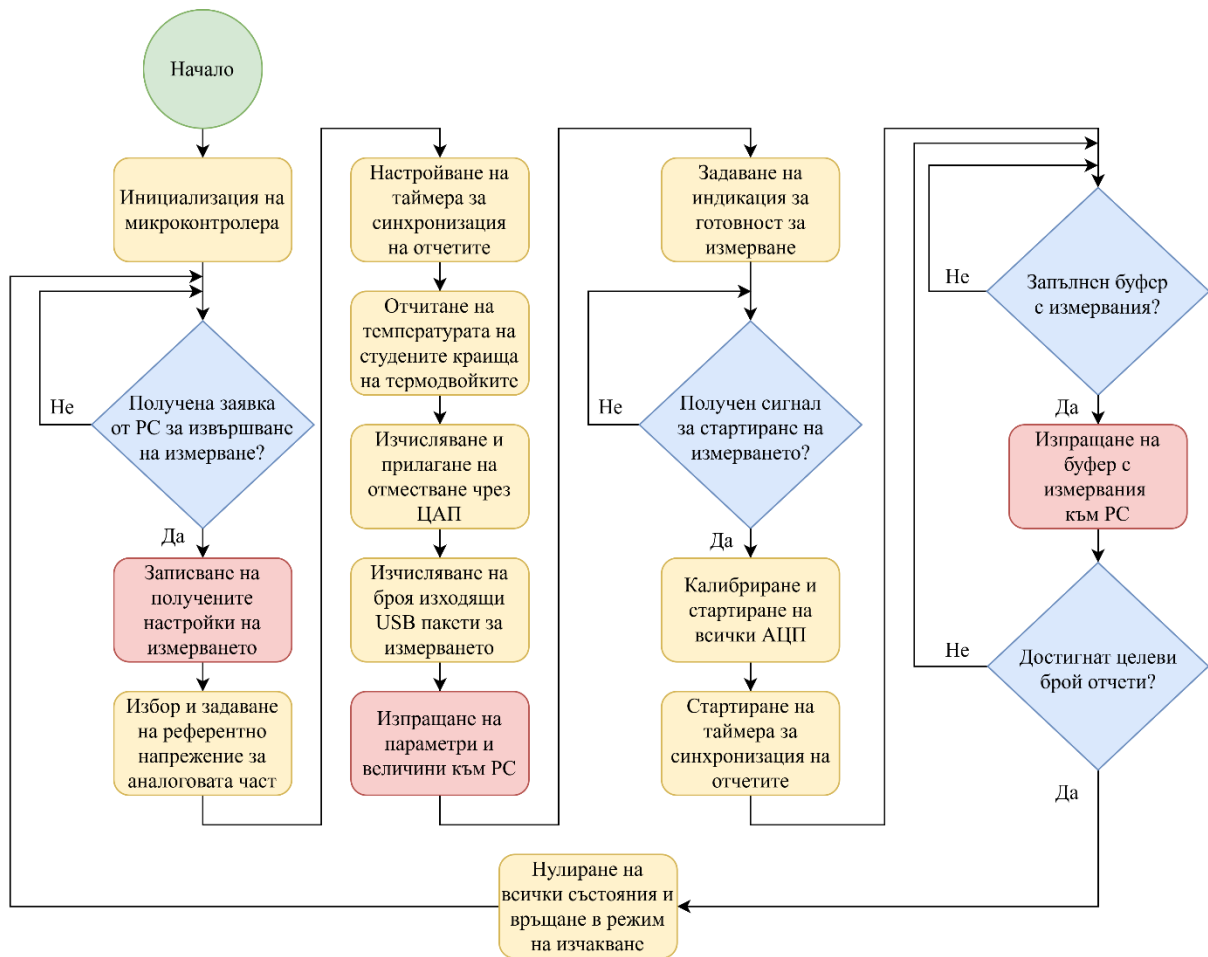 Начало
Инициализация на
микроконтролера
Получена заявка
от PC за извършване
на измерване?
Не
Да
Записване на
получените
настройки на
измерването
Избор и задаване
на референтно
напрежение за
аналоговата част
Настройване на
таймера за
синхронизация
на отчетите
Отчитане на
температурата на
студените краища
на термодвойките
Изчисляване и
прилагане на
отместване чрез
ЦАП
Изчисляване на
броя изходящи
USB пакети за
измерването
Изпращане на
параметри и
величини към PC
Задаване на
индикация за
готовност за
измерване
Получен сигнал
за стартиране на
измерването?
Не
Да
Калибриране и
стартиране на
всички АЦП
Стартиране на
таймера за
синхронизация на
отчетите
Запълнен буфер
с измервания?
Не
Да
Изпращане на
буфер с
измервания
към PC
Достигнат целеви
брой отчети?
Не
Да
Нулиране на
всички състояния и
връщане в режим
на изчакване